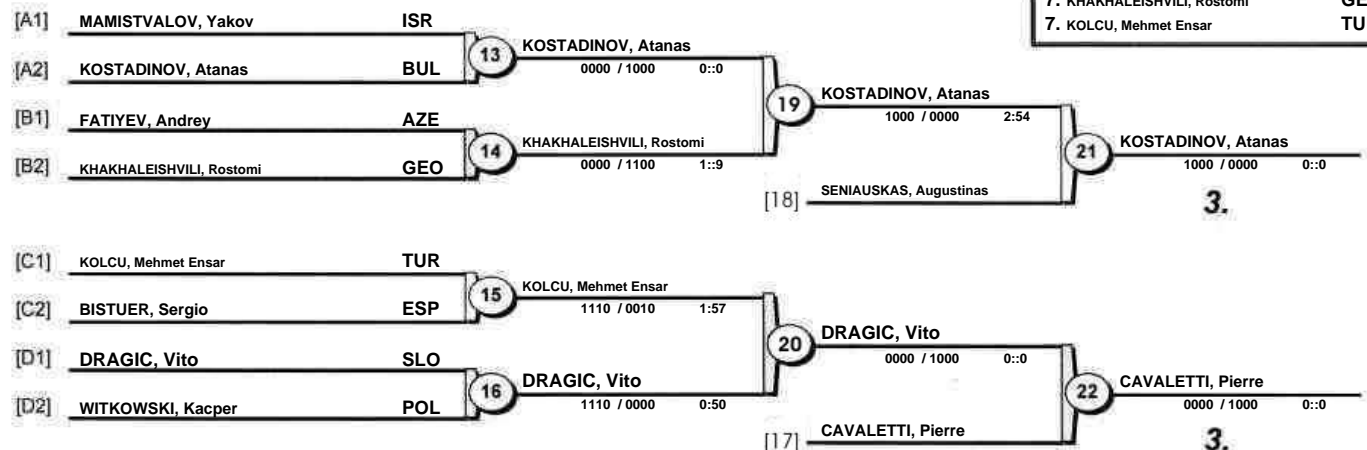 7. KHAKHALEISHVILI, Rostomi GE
7. KOLCU, Mehmet Ensar TU
[A1] MAMISTVALOV, Yakov ISR
13 KOSTADINOV, Atanas
0000 / 1000 0::0
[A2] KOSTADINOV, Atanas BUL
19 KOSTADINOV, Atanas
1000 / 0000 2:54
[B1] FATIYEV, Andrey AZE
14 KHAKHALEISHVILI, Rostomi
0000 / 1100 1::9
[B2] KHAKHALEISHVILI, Rostomi GEO
21 KOSTADINOV, Atanas
1000 / 0000 0::0
[18] SENIAUSKAS, Augustinas
3.
[C1] KOLCU, Mehmet Ensar TUR
15 KOLCU, Mehmet Ensar
1110 / 0010 1:57
[C2] BISTUER, Sergio ESP
20 DRAGIC, Vito
0000 / 1000 0::0
[D1] DRAGIC, Vito SLO
16 DRAGIC, Vito
1110 / 0000 0:50
[D2] WITKOWSKI, Kacper POL
22 CAVALETTI, Pierre
0000 / 1000 0::0
[17] CAVALETTI, Pierre
3.